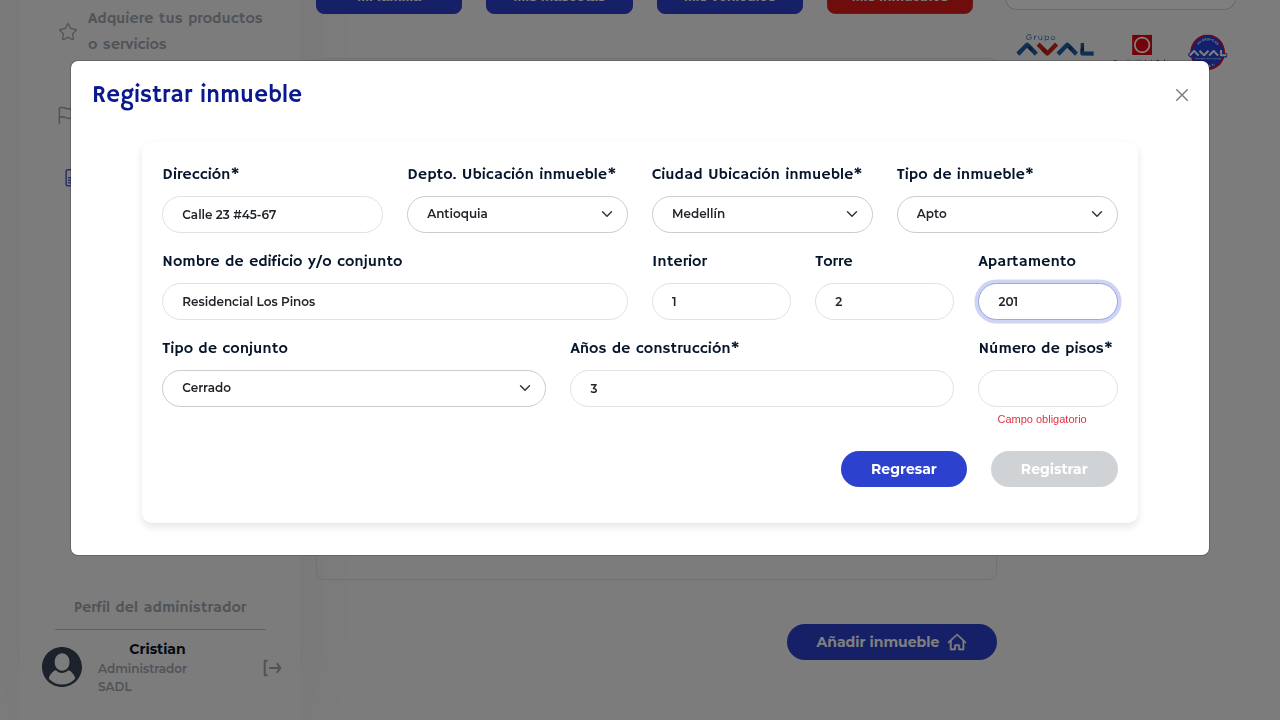 Adquiere tus productos
o servicios
Grupo
AVAL
AVAL
Registrar inmueble
Dirección*
Depto. Ubicación inmueble*
Ciudad Ubicación inmueble*
Tipo de inmueble*
Calle 23 #45-67
Antioquia
Medellín
Apto
Nombre de edificio y/o conjunto
Interior
Torre
Apartamento
Residencial Los Pinos
1
2
201
Tipo de conjunto
Años de construcción*
Número de pisos*
Cerrado
3
Campo obligatorio
Regresar
Registrar
Perfil del administrador
Cristian
Administrador
SADL
Añadir inmueble